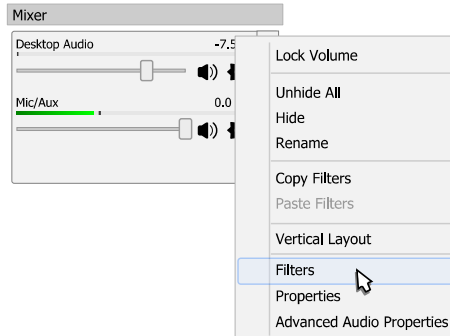 Mixer
Desktop Audio
-7.5
Mic/Aux
0.0
Lock Volume
Unhide All
Hide
Rename
Copy Filters
Paste Filters
Vertical Layout
Filters
Properties
Advanced Audio Properties